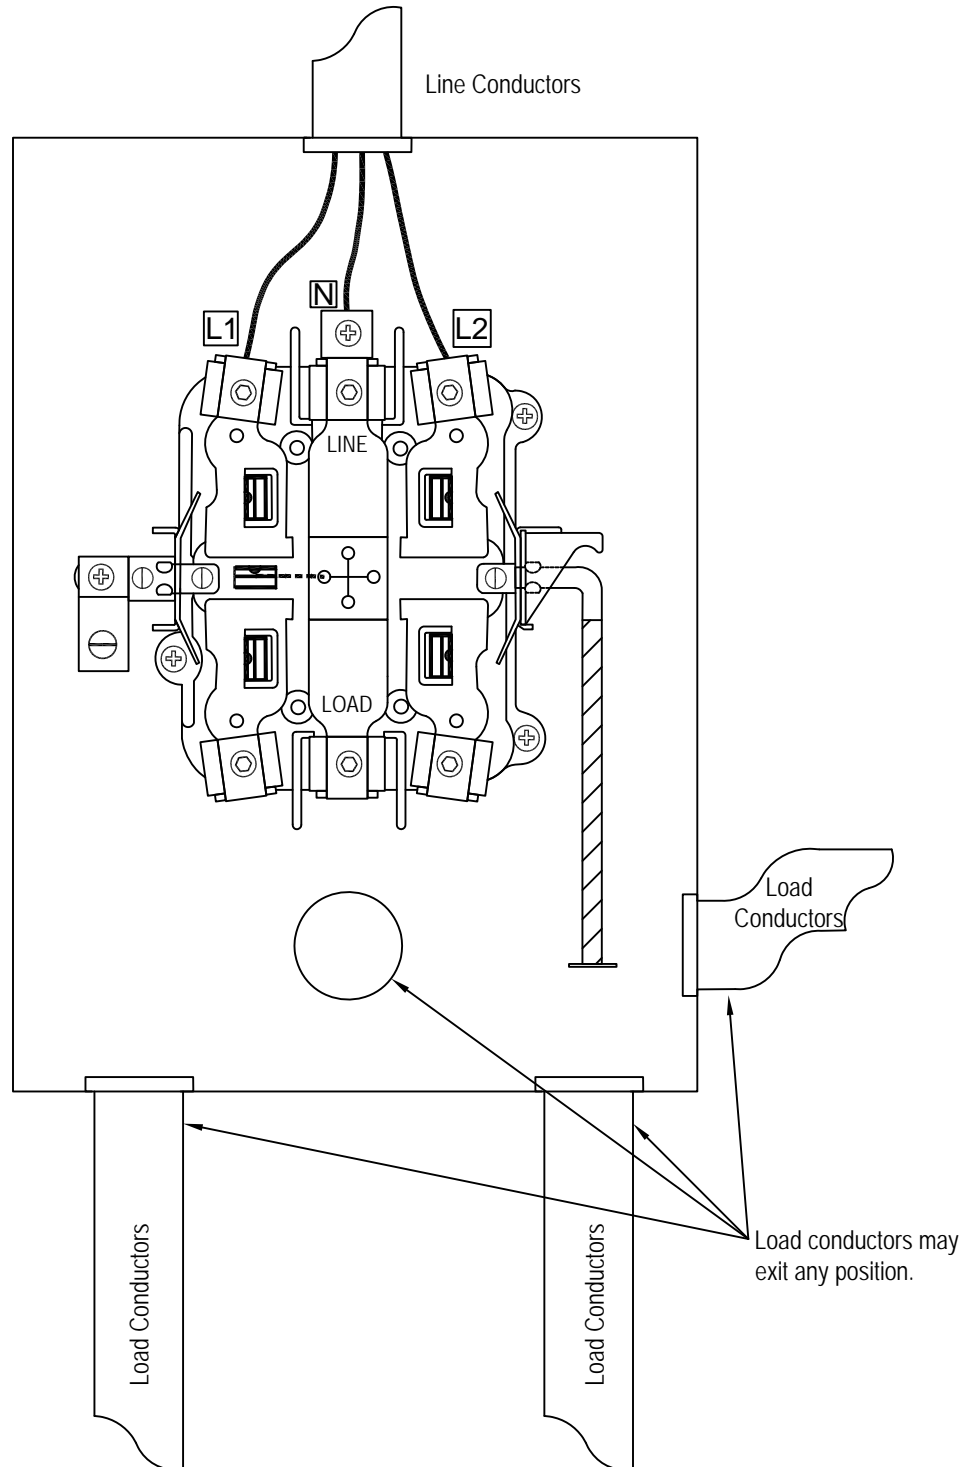 Line Conductors
N
L1
L2
LINE
LOAD
Load
Conductors
Load conductors may
exit any position.
Load Conductors
Load Conductors